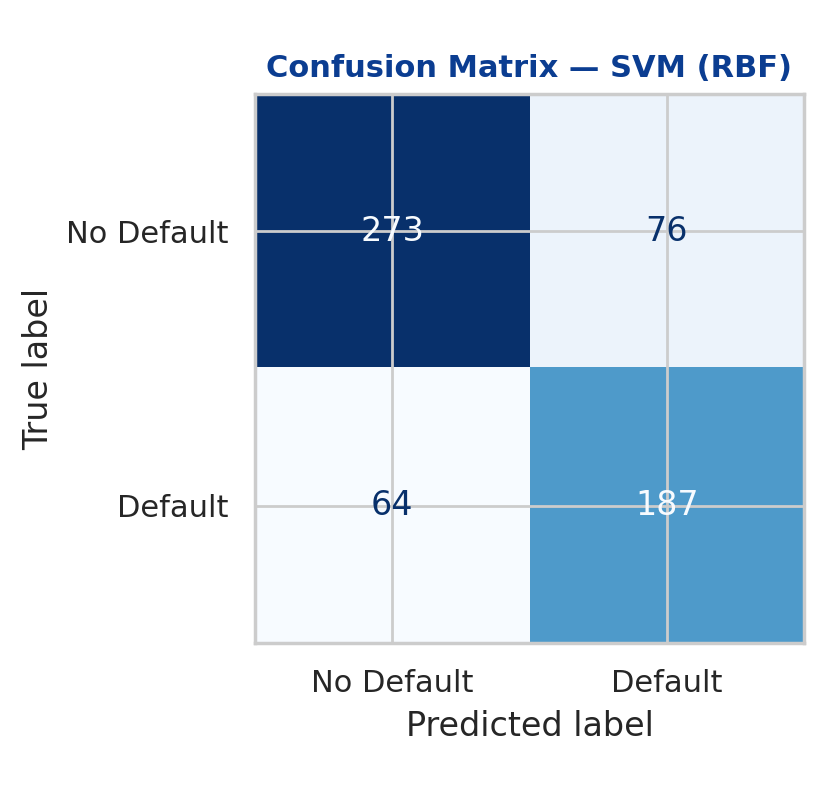 Confusion Matrix — SVM (RBF)
True label
No Default
273
76
Default
64
187
No Default
Default
Predicted label